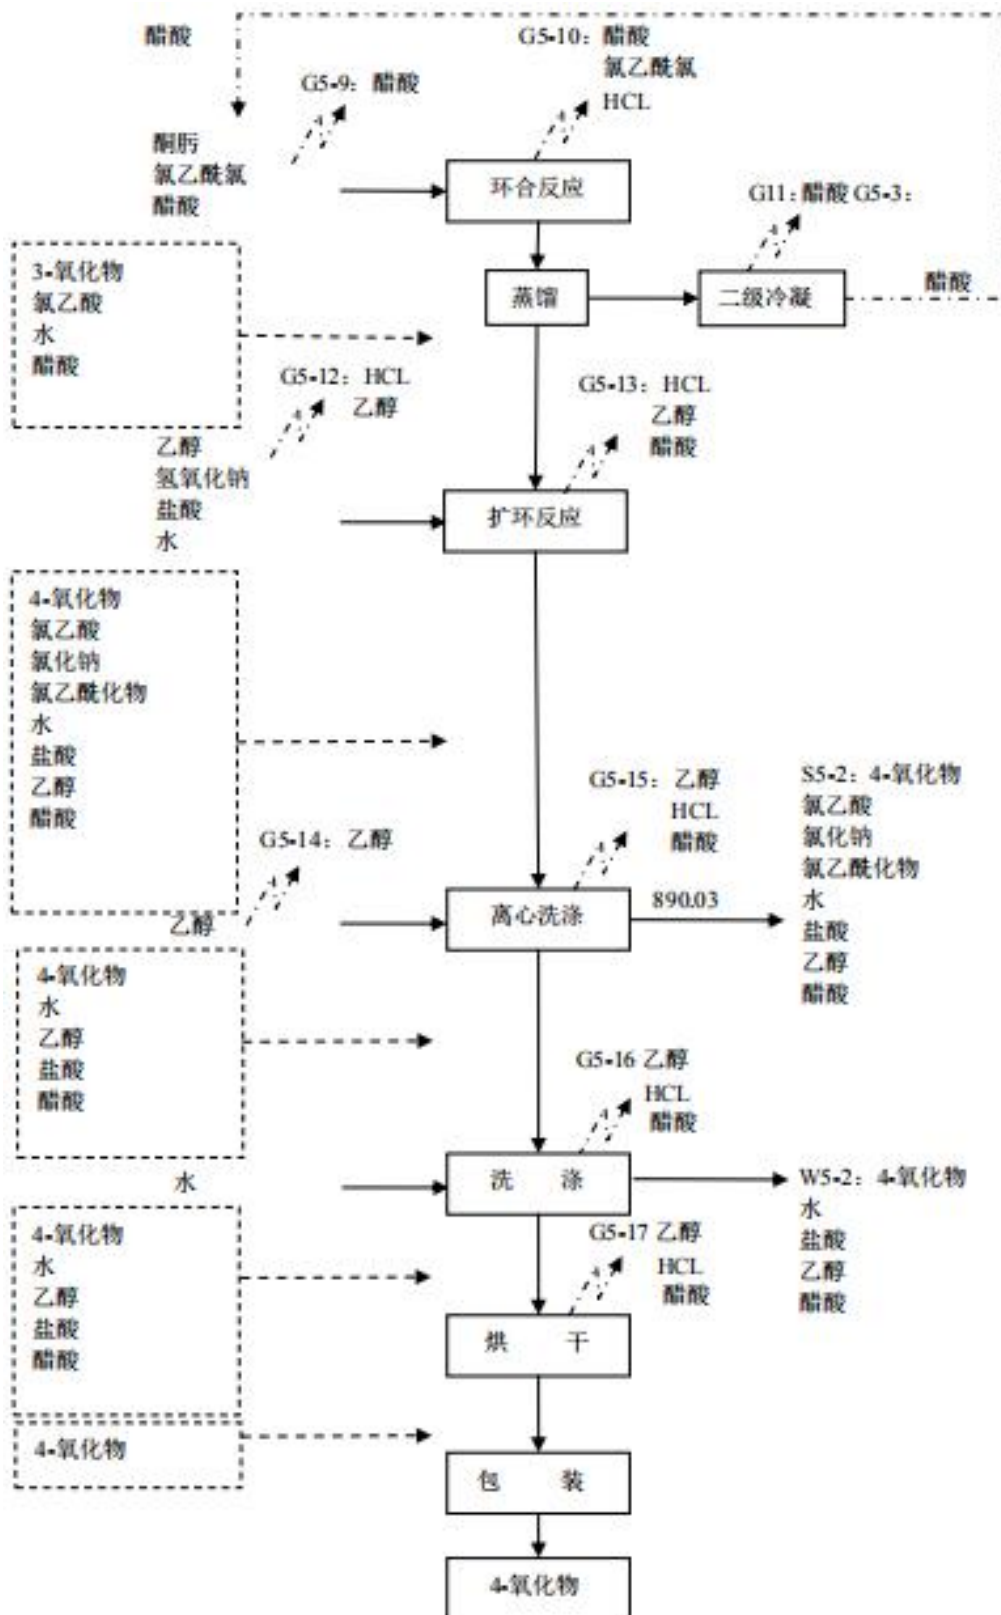 醋酸
G5-10：醋酸
氯乙酰氯
HCL
G5-9：醋酸
酮肟
氯乙酰氯
醋酸
环合反应
G11：醋酸 G5-3：
3-氧化物
氯乙酸
水
醋酸
蒸馏
二级冷凝
醋酸
G5-12：HCL
乙醇
G5-13：HCL
乙醇
醋酸
乙醇
氢氧化钠
盐酸
水
扩环反应
4-氧化物
氯乙酸
氯化钠
氯乙酰化物
水
盐酸
乙醇
醋酸
G5-15：乙醇
HCL
醋酸
S5-2：4-氧化物
氯乙酸
氯化钠
氯乙酰化物
水
盐酸
乙醇
醋酸
G5-14：乙醇
乙醇
离心洗涤
890.03
4-氧化物
水
乙醇
盐酸
醋酸
G5-16 乙醇
HCL
醋酸
水
洗 涤
W5-2：4-氧化物
水
盐酸
乙醇
醋酸
4-氧化物
水
乙醇
盐酸
醋酸
G5-17 乙醇
HCL
醋酸
烘 干
4-氧化物
包 装
4-氧化物